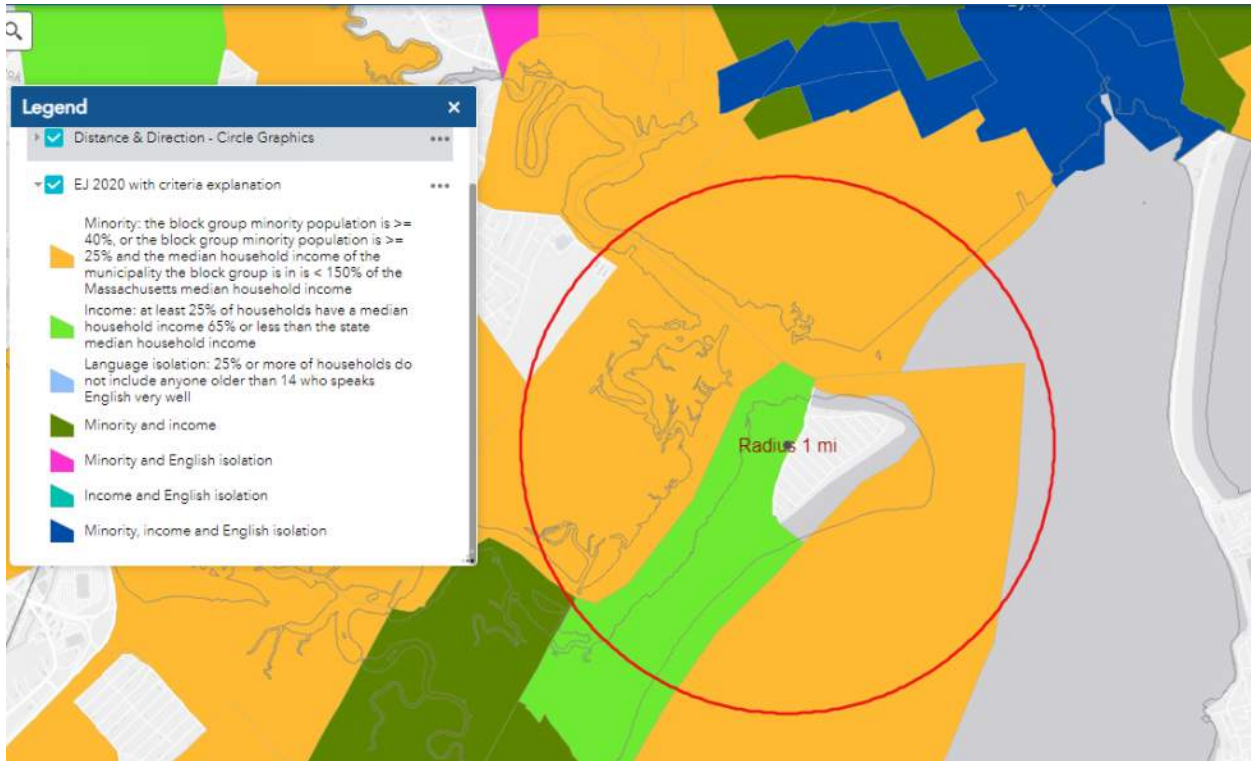 Legend
×
Distance & Direction - Circle Graphics
EJ 2020 with criteria explanation
Minority: the block group minority population is >=
40%, or the block group minority population is >=
25% and the median household income of the
municipality the block group is in is < 150% of the
Massachusetts median household income
Income: at least 25% of households have a median
household income 65% or less than the state
median household income
Language isolation: 25% or more of households do
not include anyone older than 14 who speaks
English very well
Minority and income
Minority and English isolation
Income and English isolation
Minority, income and English isolation
Radius 1 mi